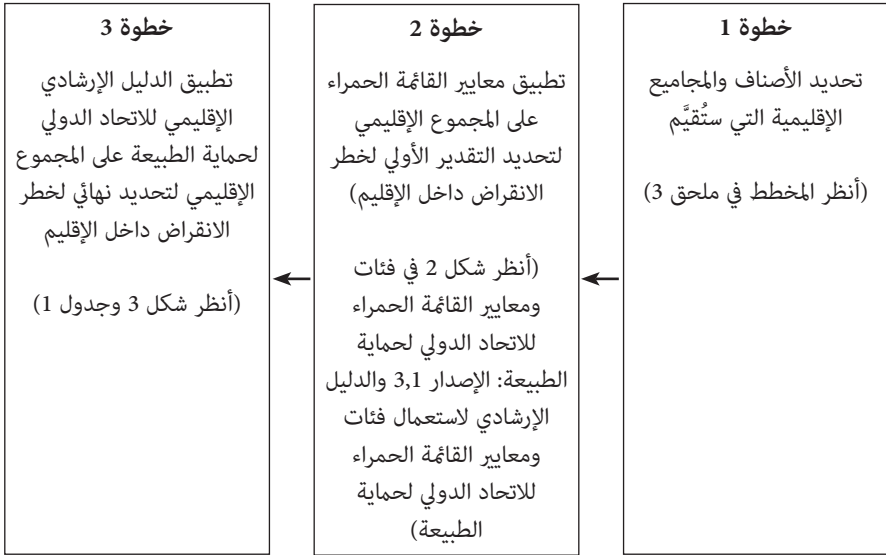 خطوة 1
تحديد الأصناف والمجاميع
الإقليمية التي ستُقيَّم
(أنظر المخطط في ملحق 3)
خطوة 2
تطبيق معايير القائمة الحمراء
على المجموع الإقليمي
لتحديد التقدير الأولي لخطر
الانقراض داخل الإقليم)
(أنظر شكل 2 في فئات
ومعايير القائمة الحمراء
للاتحاد الدولي لحماية
الطبيعة: الإصدار 3,1 والدليل
الإرشادي لاستعمال فئات
ومعايير القائمة الحمراء
للاتحاد الدولي لحماية
الطبيعة)
خطوة 3
تطبيق الدليل الإرشادي
الإقليمي للاتحاد الدولي
لحماية الطبيعة على المجموع
الإقليمي لتحديد نهائي لخطر
الانقراض داخل الإقليم
(أنظر شكل 3 وجدول 1)